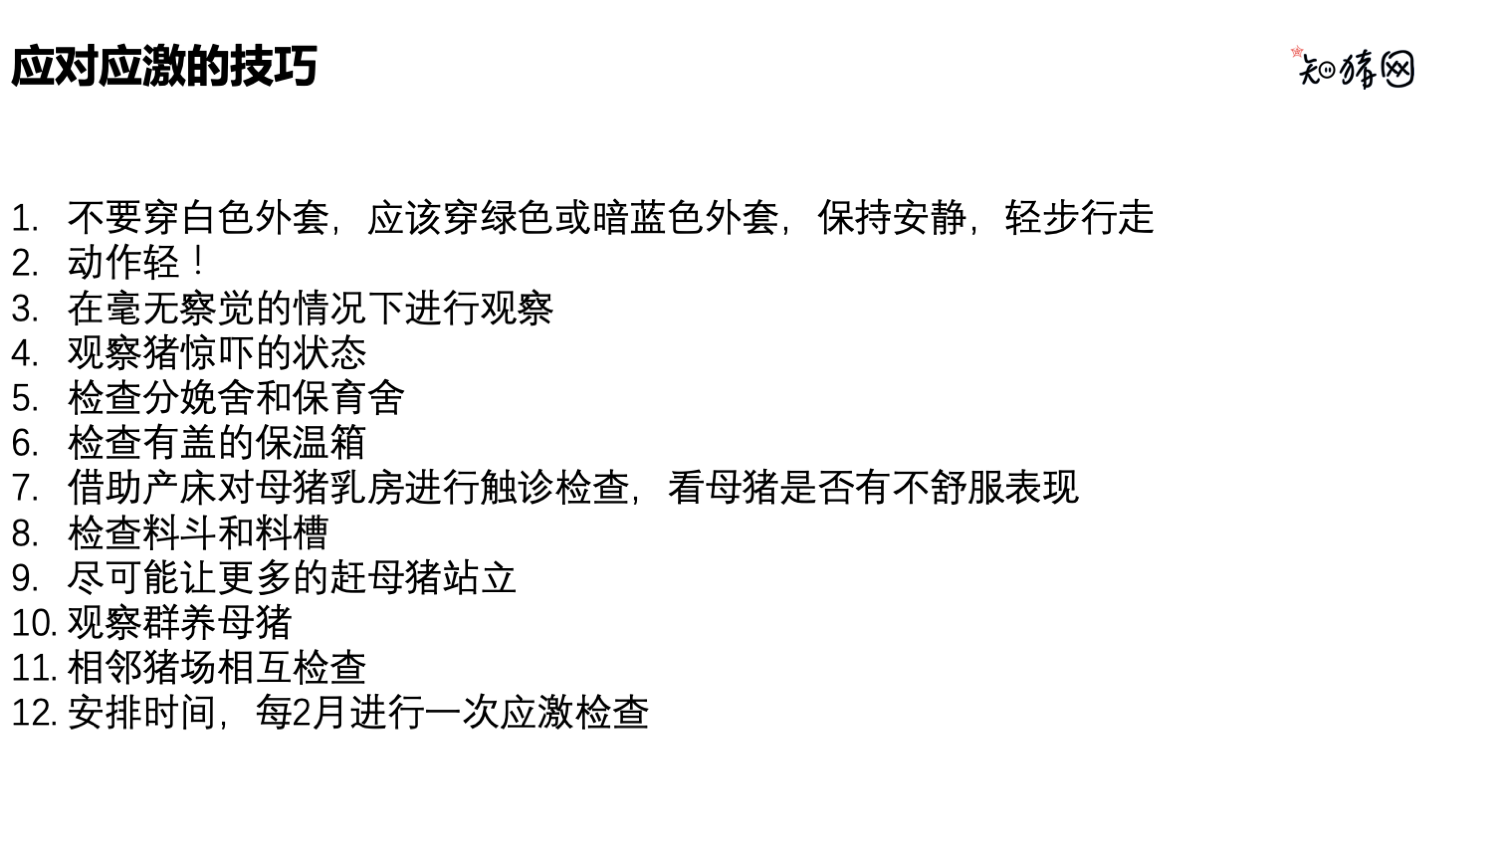 应对应激的技巧
知猪网
1. 不要穿白色外套，应该穿绿色或暗蓝色外套，保持安静，轻步行走
2. 动作轻！
3. 在毫无察觉的情况下进行观察
4. 观察猪惊吓的状态
5. 检查分娩舍和保育舍
6. 检查有盖的保温箱
7. 借助产床对母猪乳房进行触诊检查，看母猪是否有不舒服表现
8. 检查料斗和料槽
9. 尽可能让更多的赶母猪站立
10. 观察群养母猪
11. 相邻猪场相互检查
12. 安排时间，每2月进行一次应激检查